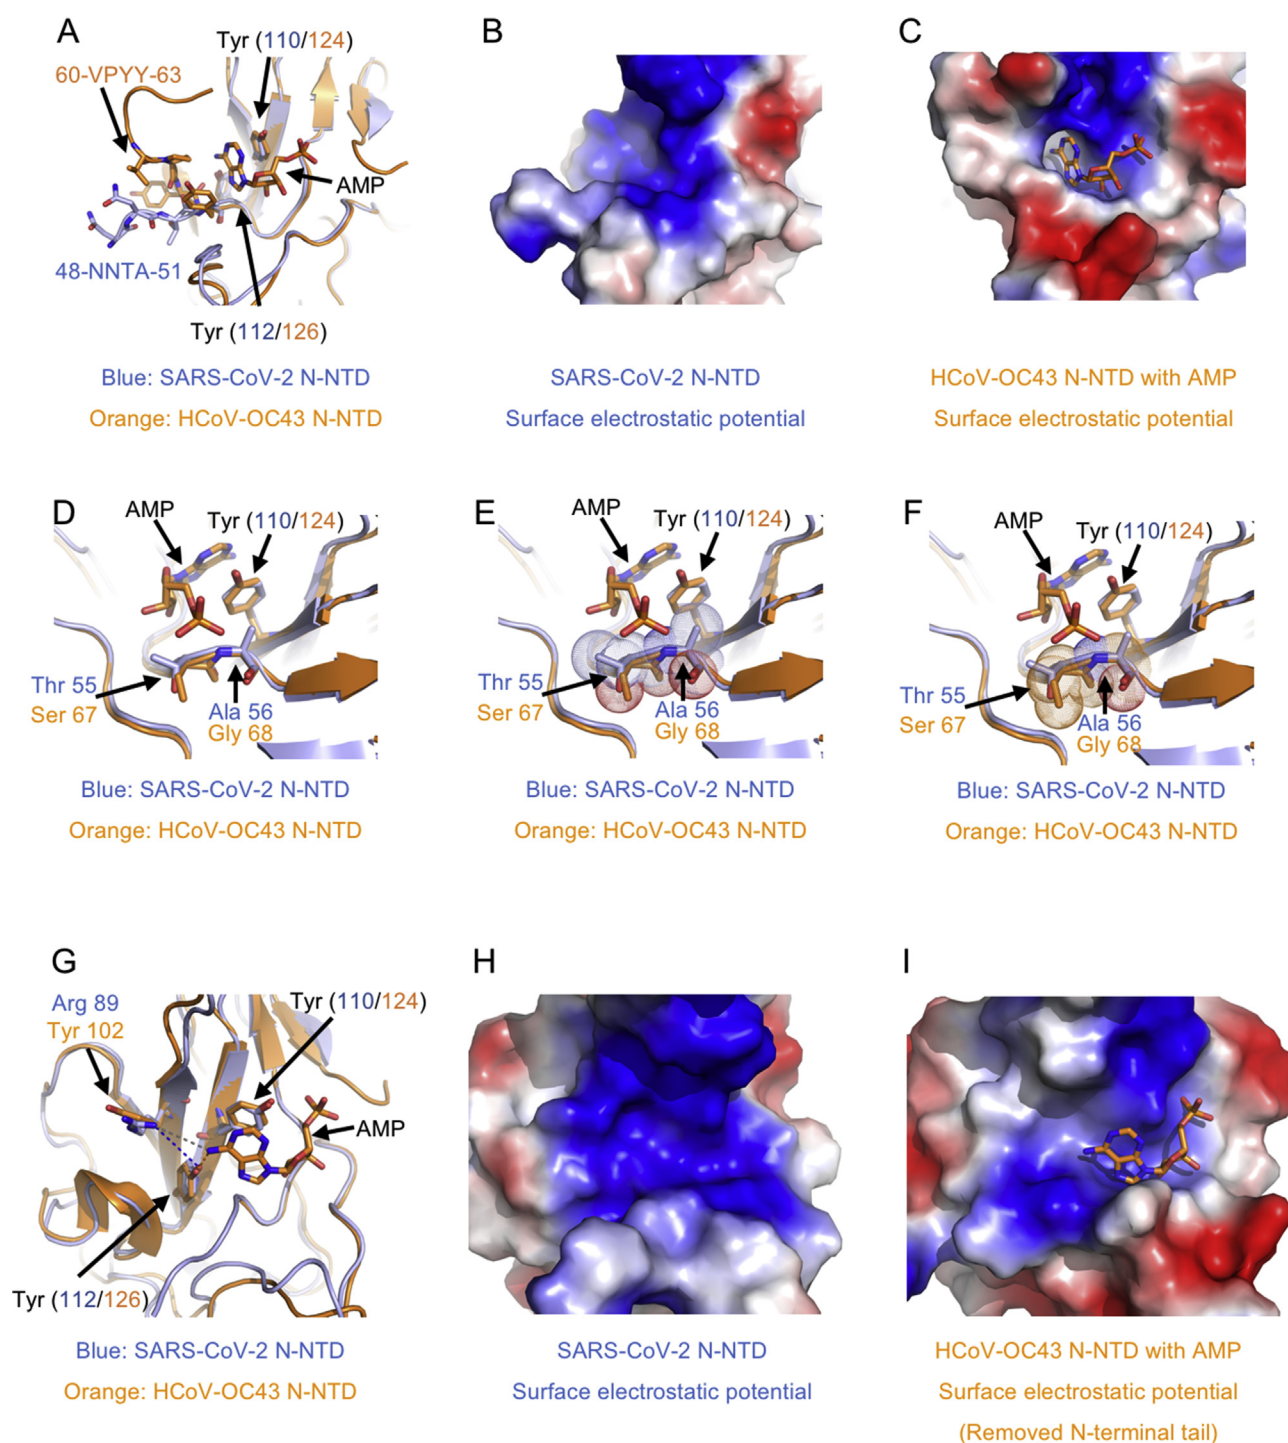 A
B
C
Tyr (110/124)
60-VPYY-63
AMP
48-NNTA-51
Tyr (112/126)
Blue: SARS-CoV-2 N-NTD
Orange: HCoV-OC43 N-NTD
SARS-CoV-2 N-NTD
Surface electrostatic potential
HCoV-OC43 N-NTD with AMP
Surface electrostatic potential
D
AMP
Tyr (110/124)
Thr 55
Ser 67
Ala 56
Gly 68
Blue: SARS-CoV-2 N-NTD
Orange: HCoV-OC43 N-NTD
E
AMP
Tyr (110/124)
Thr 55
Ser 67
Ala 56
Gly 68
Blue: SARS-CoV-2 N-NTD
Orange: HCoV-OC43 N-NTD
F
AMP
Tyr (110/124)
Thr 55
Ser 67
Ala 56
Gly 68
Blue: SARS-CoV-2 N-NTD
Orange: HCoV-OC43 N-NTD
G
Arg 89
Tyr 102
Tyr (110/124)
AMP
Tyr (112/126)
Blue: SARS-CoV-2 N-NTD
Orange: HCoV-OC43 N-NTD
H
SARS-CoV-2 N-NTD
Surface electrostatic potential
I
HCoV-OC43 N-NTD with AMP
Surface electrostatic potential
(Removed N-terminal tail)